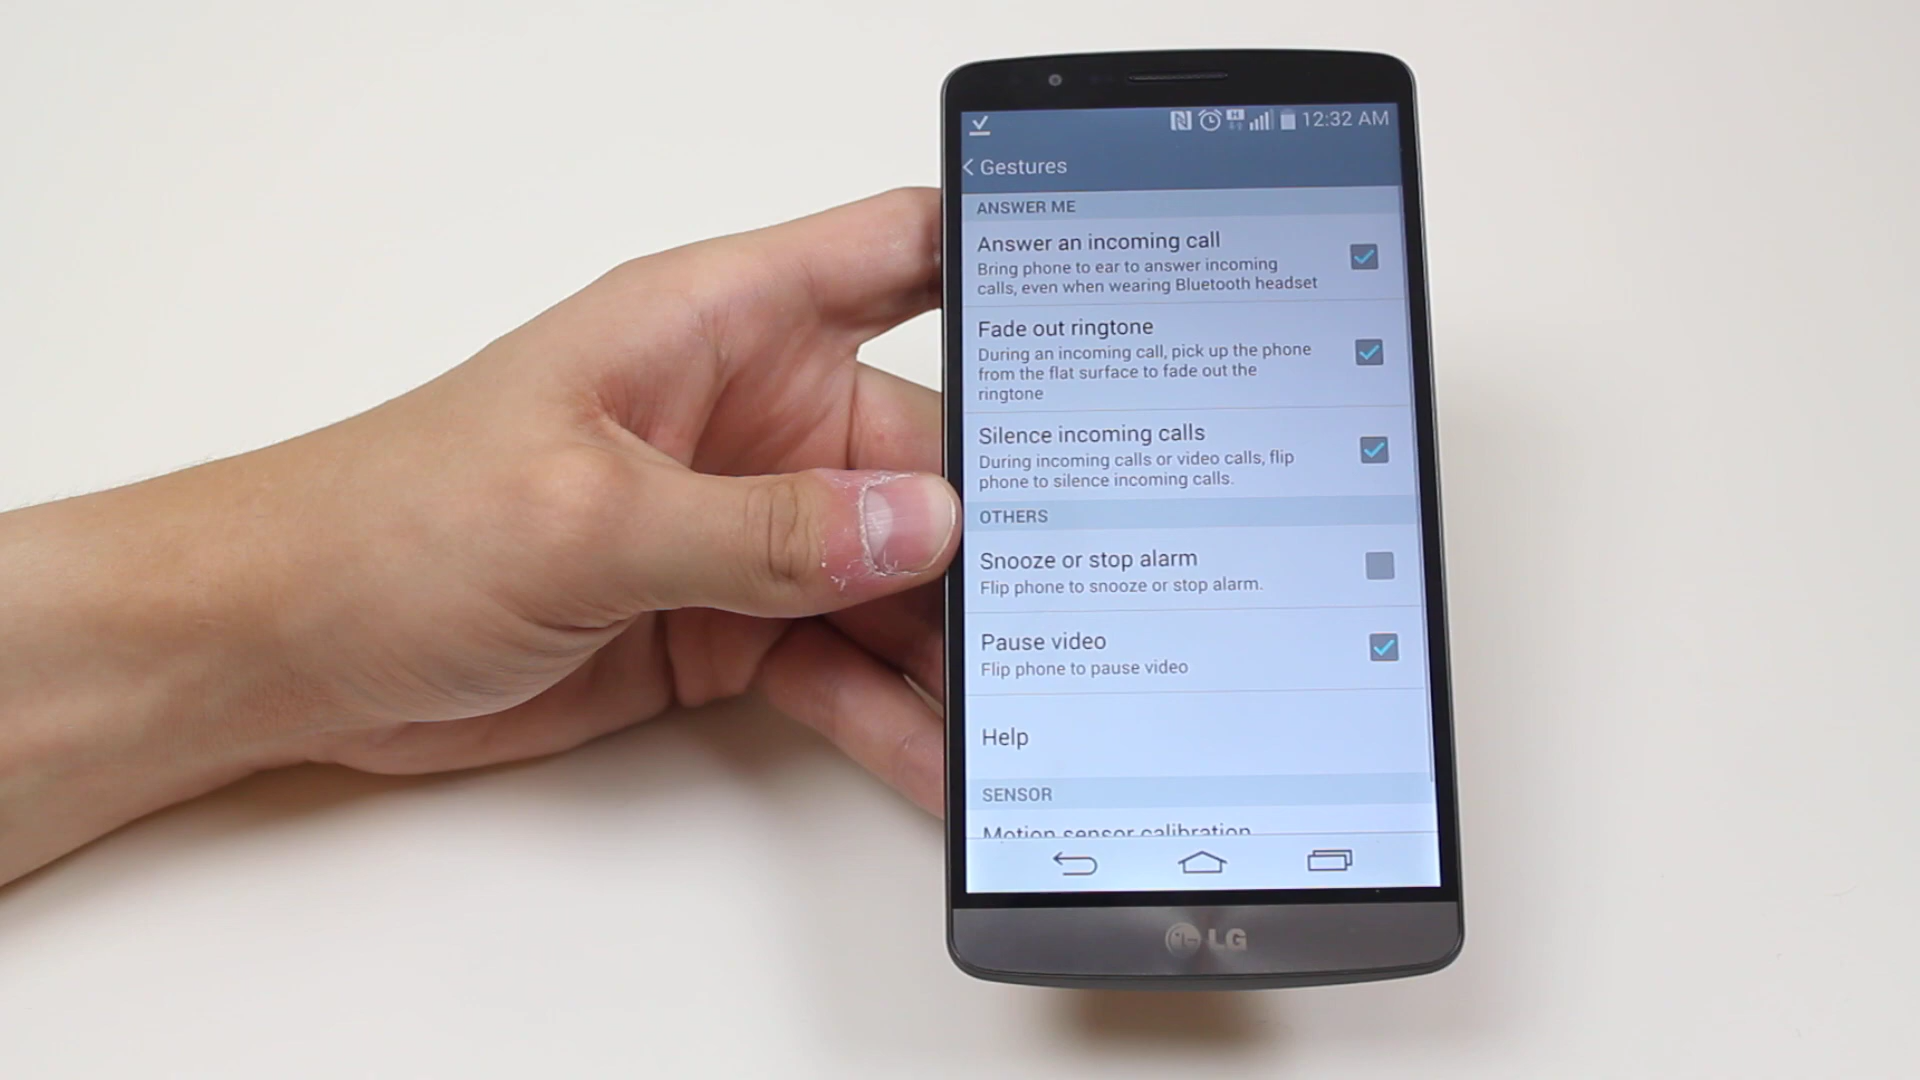 12:32 AM
Gestures
ANSWER ME
Answer an incoming call
Bring phone to ear to answer incoming
calls, even when wearing Bluetooth headset
Fade out ringtone
During an incoming call, pick up the phone
from the flat surface to fade out the
ringtone
Silence incoming calls
During incoming calls or video calls, flip
phone to silence incoming calls.
OTHERS
Snooze or stop alarm
Flip phone to snooze or stop alarm.
Pause video
Flip phone to pause video
Help
SENSOR
Motion sensor calibration
LG